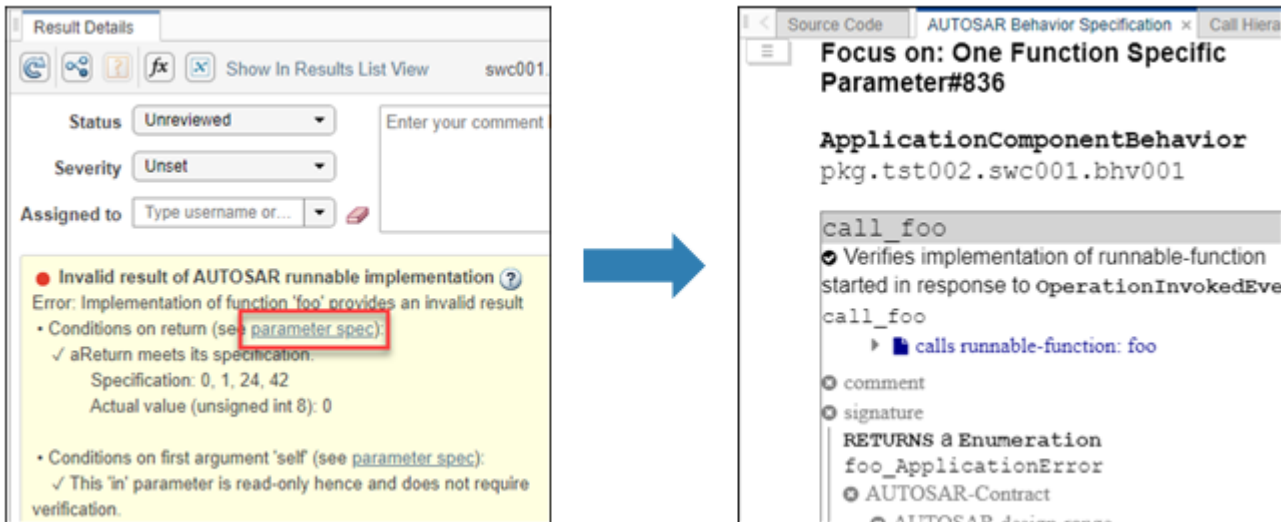 Result Details
fx x Show In Results List View swc001.
Status Unreviewed Enter your comment
Severity Unset
Assigned to Type username or...
Invalid result of AUTOSAR runnable implementation ?
Error: Implementation of function 'foo' provides an invalid result
• Conditions on return (see parameter spec):
✓ aReturn meets its specification.
Specification: 0, 1, 24, 42
Actual value (unsigned int 8): 0
• Conditions on first argument 'self' (see parameter spec):
✓ This 'in' parameter is read-only hence and does not require
verification.
Source Code AUTOSAR Behavior Specification × Call Hiera
Focus on: One Function Specific
Parameter#836
ApplicationComponentBehavior
pkg.tst002.swc001.bhv001
call_foo
Verifies implementation of runnable-function
started in response to OperationInvokedEve
call_foo
calls runnable-function: foo
comment
signature
RETURNS a Enumeration
foo_ApplicationError
AUTOSAR-Contract
AUTOSAR design range